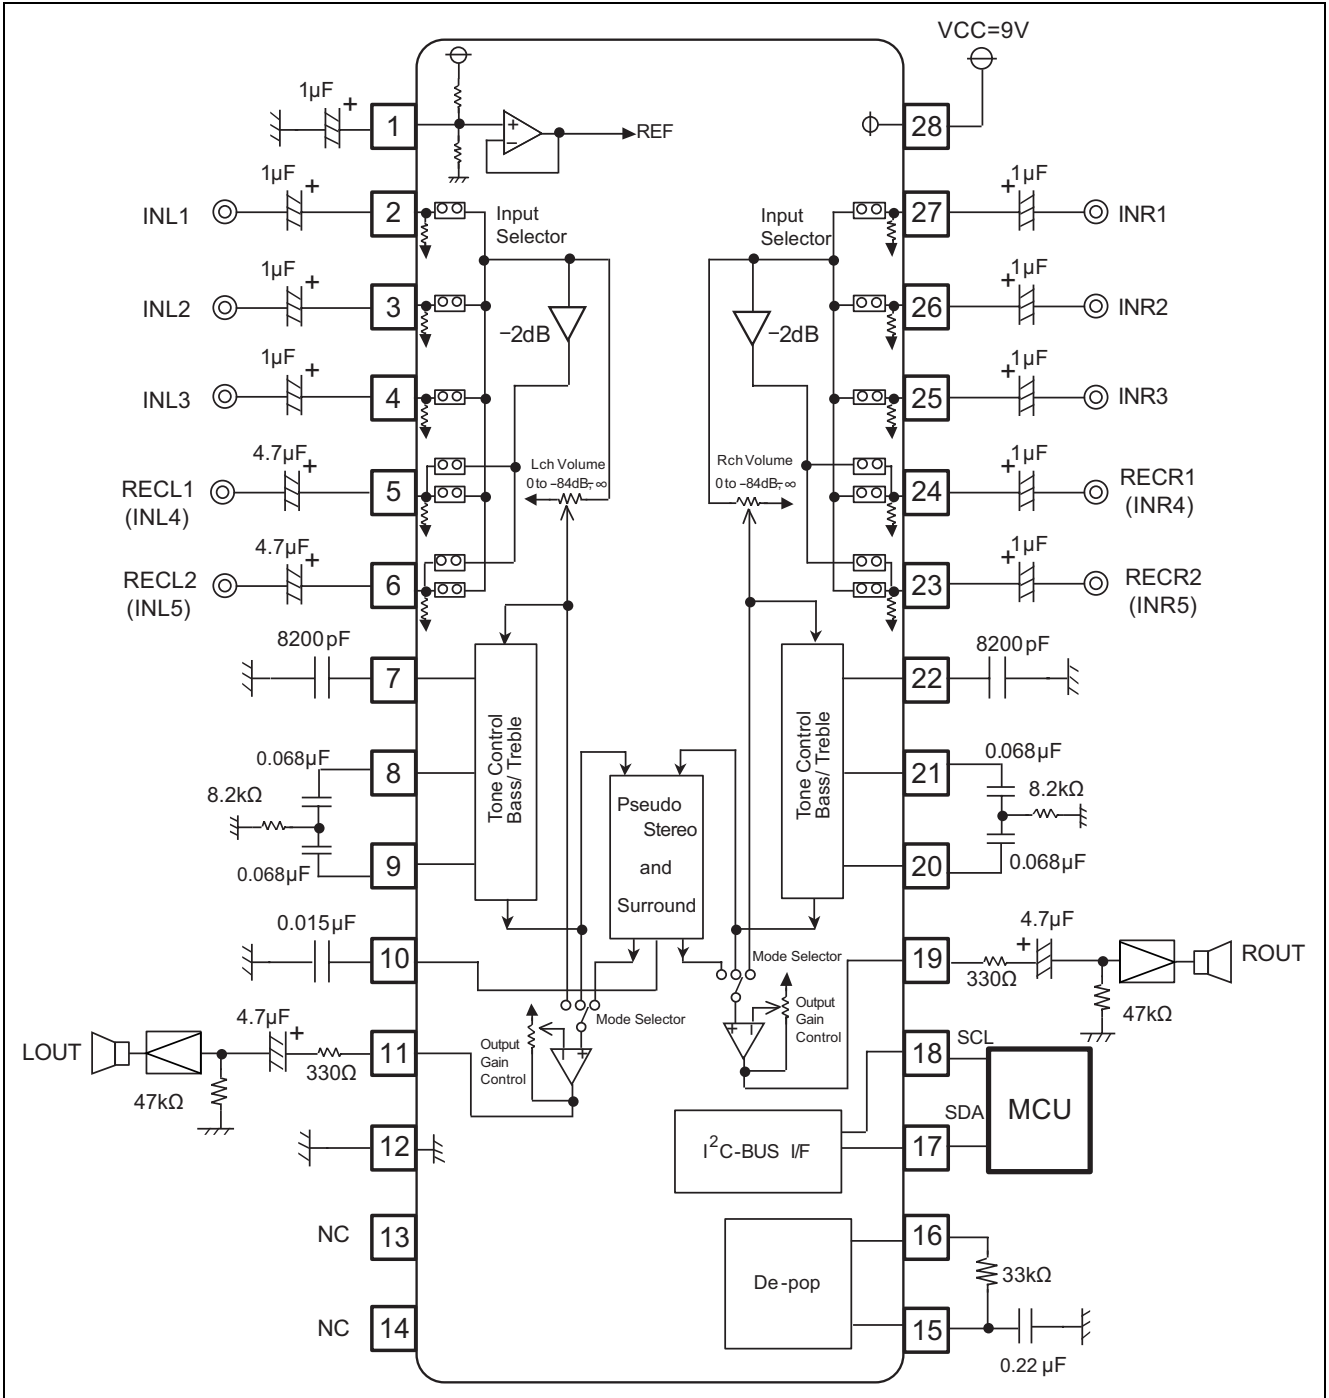 VCC=9V
1µF
+
1
+
−
REF
28
1µF
+
INL1
2
Input
Selector
Input
Selector
27
+
1µF
INR1
1µF
+
INL2
3
−2dB
−2dB
26
+
1µF
INR2
1µF
+
INL3
4
25
+
1µF
INR3
4.7µF
+
RECL1
(INL4)
5
Lch Volume
0 to −84dB, −∞
Rch Volume
0 to −84dB, −∞
24
+
1µF
RECR1
(INR4)
4.7µF
+
RECL2
(INL5)
6
23
+
1µF
RECR2
(INR5)
8200pF
7
22
8200pF
Tone Control
Bass/ Treble
Tone Control
Bass/ Treble
0.068µF
8
8.2kΩ
0.068µF
9
Pseudo
Stereo
and
Surround
21
0.068µF
8.2kΩ
20
0.068µF
0.015µF
10
19
+
4.7µF
330Ω
47kΩ
ROUT
Mode Selector
Output
Gain
Control
+
−
Mode Selector
Output
Gain
Control
−
+
LOUT
4.7µF
+
47kΩ
330Ω
11
18
SCL
SDA
MCU
12
I2C-BUS I/F
17
NC
13
16
De-pop
33kΩ
NC
14
15
0.22 µF